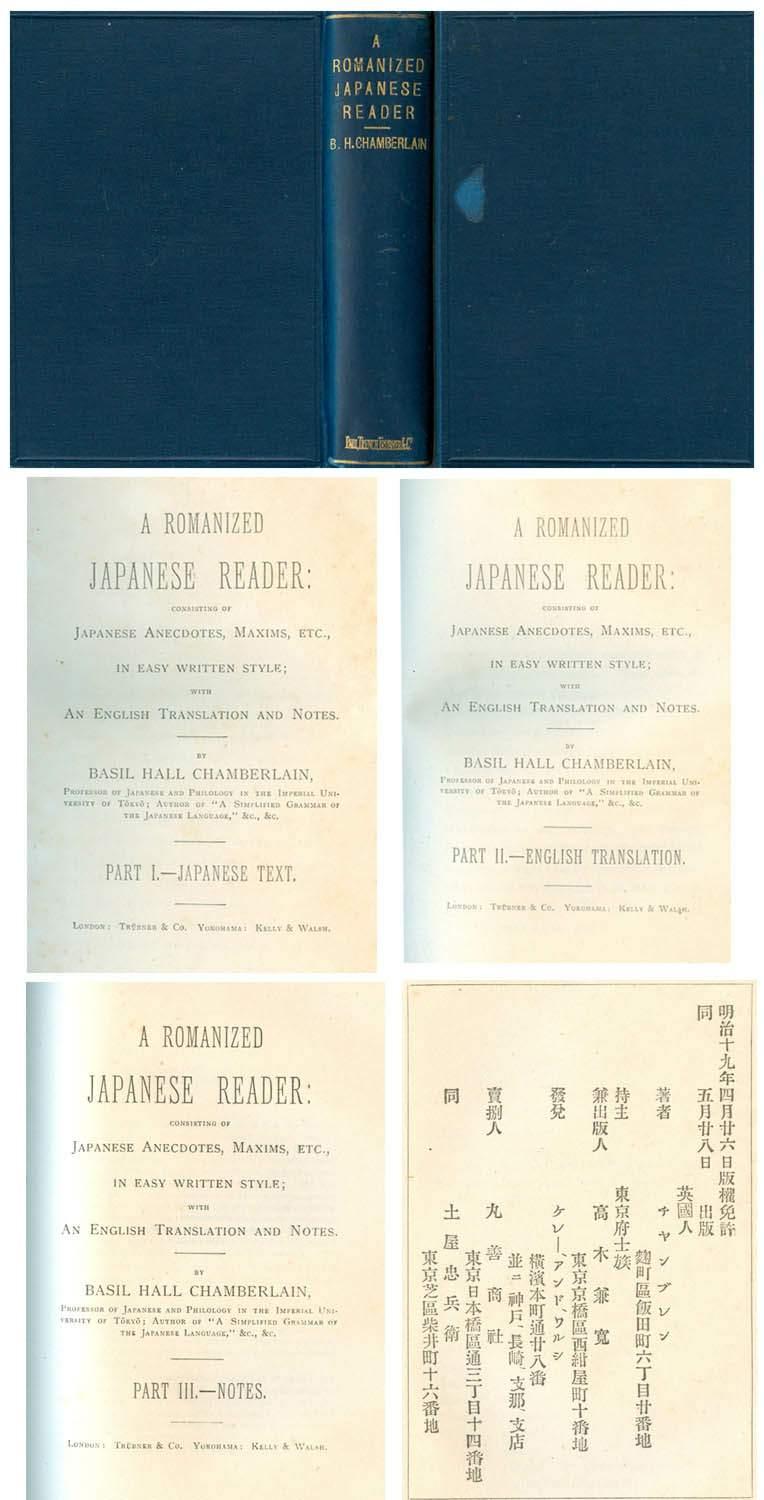 A
ROMANIZED
JAPANESE
READER
B. H. CHAMBERLAIN
PAUL TRENCH TRÜBNER & Co
A ROMANIZED
JAPANESE READER:
CONSISTING OF
JAPANESE ANECDOTES, MAXIMS, ETC.,
IN EASY WRITTEN STYLE;
WITH
AN ENGLISH TRANSLATION AND NOTES.
BY
BASIL HALL CHAMBERLAIN,
PROFESSOR OF JAPANESE AND PHILOLOGY IN THE IMPERIAL UNI-
VERSITY OF TŌKYŌ; AUTHOR OF "A SIMPLIFIED GRAMMAR OF
THE JAPANESE LANGUAGE," &c., &c.
PART I.—JAPANESE TEXT.
LONDON: TRÜBNER & CO. YOKOHAMA: KELLY & WALSH.
A ROMANIZED
JAPANESE READER:
CONSISTING OF
JAPANESE ANECDOTES, MAXIMS, ETC.,
IN EASY WRITTEN STYLE;
WITH
AN ENGLISH TRANSLATION AND NOTES.
BY
BASIL HALL CHAMBERLAIN,
PROFESSOR OF JAPANESE AND PHILOLOGY IN THE IMPERIAL UNI-
VERSITY OF TŌKYŌ; AUTHOR OF "A SIMPLIFIED GRAMMAR OF
THE JAPANESE LANGUAGE," &c., &c.
PART II.—ENGLISH TRANSLATION.
LONDON: TRÜBNER & CO. YOKOHAMA: KELLY & WALSH.
A ROMANIZED
JAPANESE READER:
CONSISTING OF
JAPANESE ANECDOTES, MAXIMS, ETC.,
IN EASY WRITTEN STYLE;
WITH
AN ENGLISH TRANSLATION AND NOTES.
BY
BASIL HALL CHAMBERLAIN,
PROFESSOR OF JAPANESE AND PHILOLOGY IN THE IMPERIAL UNI-
VERSITY OF TŌKYŌ; AUTHOR OF "A SIMPLIFIED GRAMMAR OF
THE JAPANESE LANGUAGE," &c., &c.
PART III.—NOTES.
LONDON: TRÜBNER & CO. YOKOHAMA: KELLY & WALSH.
明治十九年四月廿六日版權免許
同 五月廿八日 出版
英國人
著者 チヤンブレン
麴町區飯田町六丁目廿番地
持主 東京府士族
兼出版人 高木兼寬
東京京橋區西紺屋町十番地
發兌 ケレー、アンド、ワルシ
橫濱本町通廿八番
並ニ神戶、長崎、支那、支店
賣捌人 丸善商社
東京日本橋區通三丁目十四番地
同 土屋忠兵衛
東京芝區柴井町十六番地